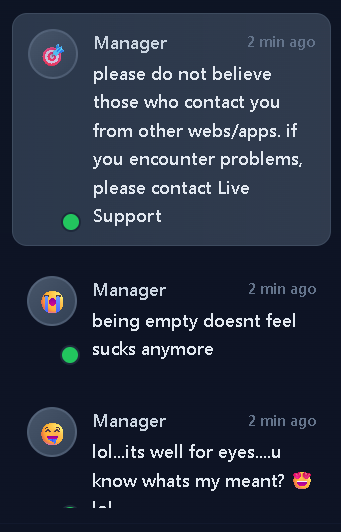 Manager 2 min ago
please do not believe
those who contact you
from other webs/apps. if
you encounter problems,
please contact Live
Support
Manager 2 min ago
being empty doesnt feel
sucks anymore
Manager 2 min ago
lol...its well for eyes....u
know whats my meant? 😍
lol